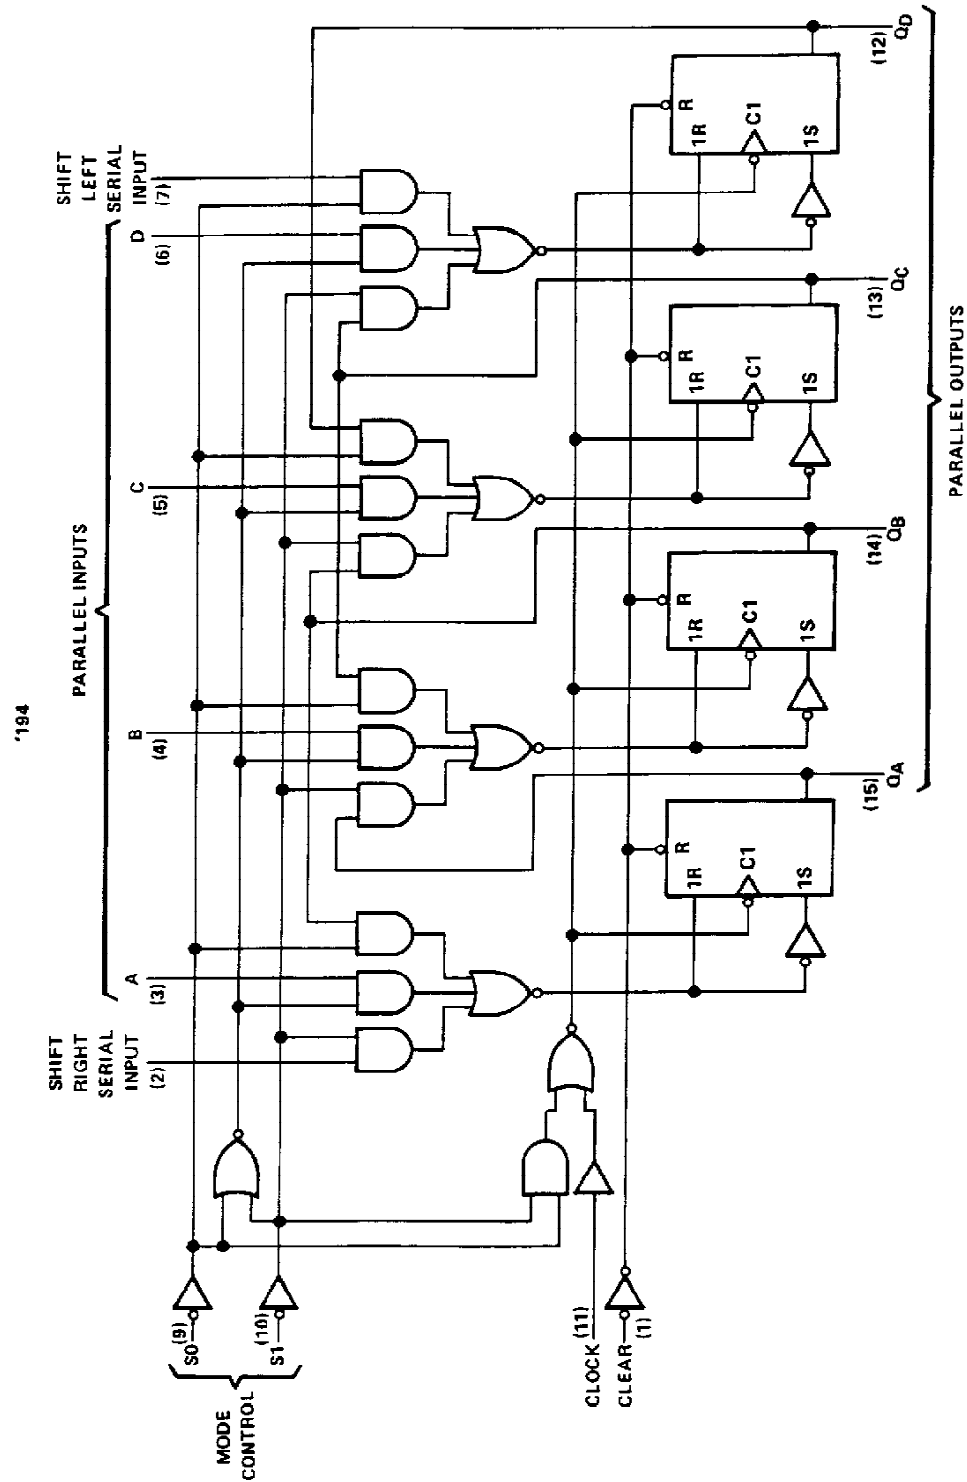 '194
PARALLEL INPUTS
SHIFT
RIGHT
SERIAL
INPUT
(2)
A
(3)
B
(4)
C
(5)
D
(6)
SHIFT
LEFT
SERIAL
INPUT
(7)
MODE
CONTROL
S0 (9)
S1 (10)
CLOCK (11)
CLEAR (1)
1R
R
C1
1S
1R
R
C1
1S
1R
R
C1
1S
1R
R
C1
1S
(15)
QA
(14)
QB
(13)
QC
(12)
QD
PARALLEL OUTPUTS